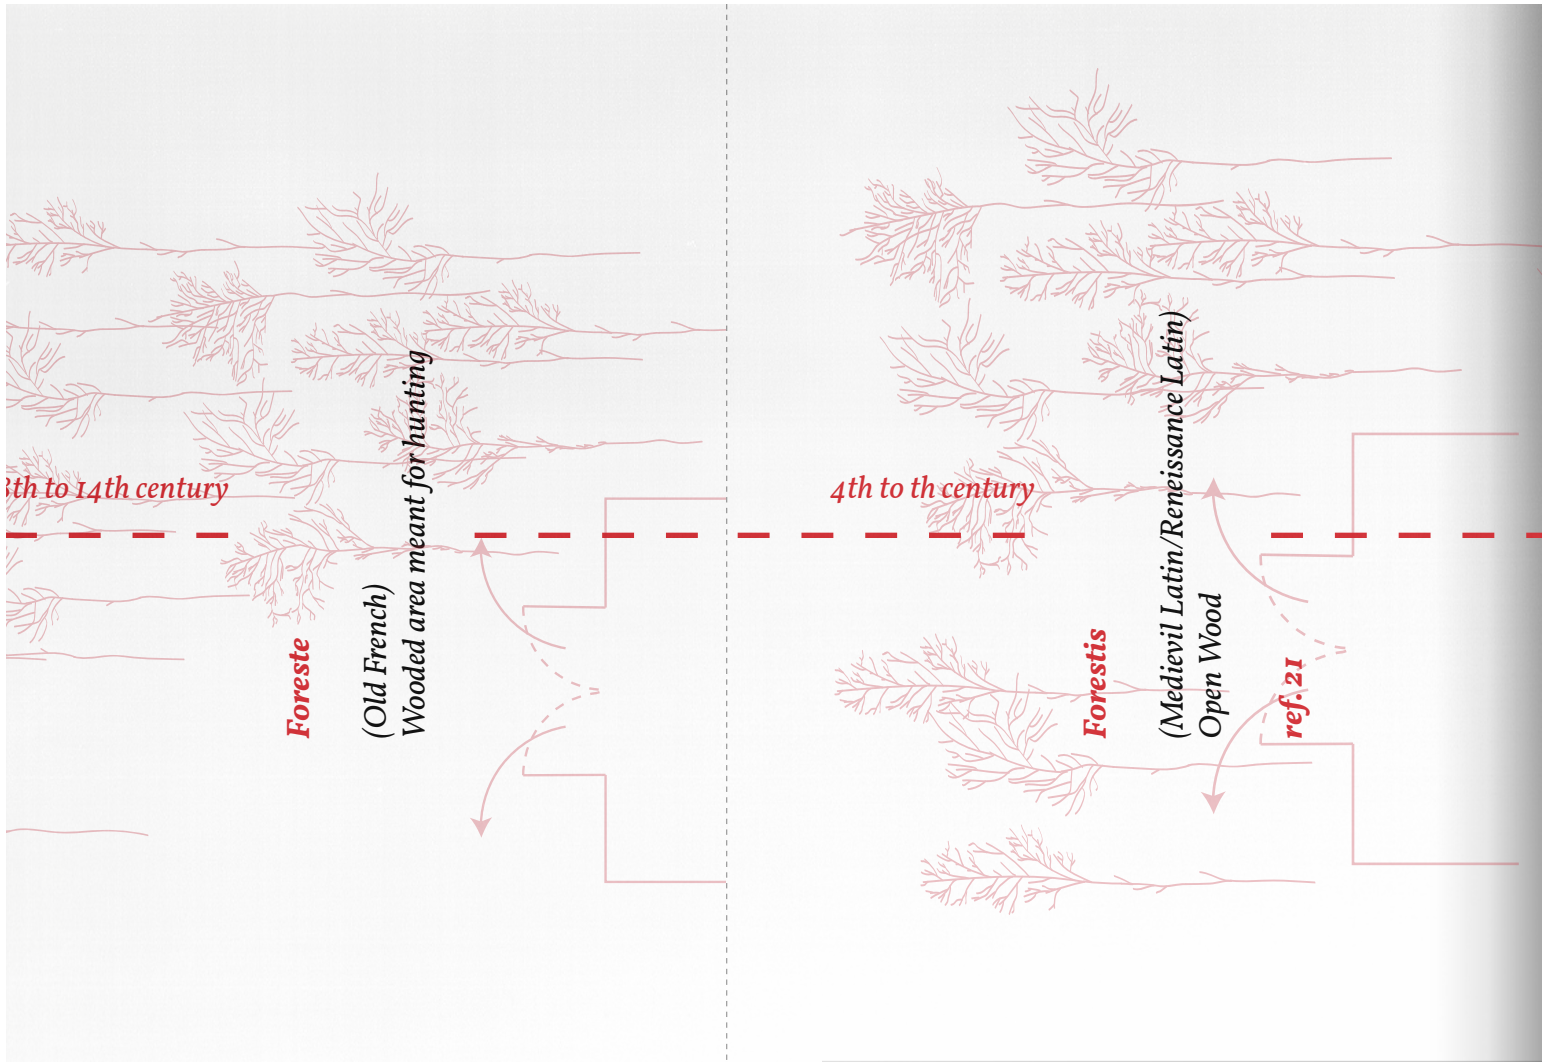 8th to 14th century
Foreste
(Old French)
Wooded area meant for hunting
4th to th century
Forestis
(Medievil Latin/Reneissance Latin)
Open Wood
ref. 21